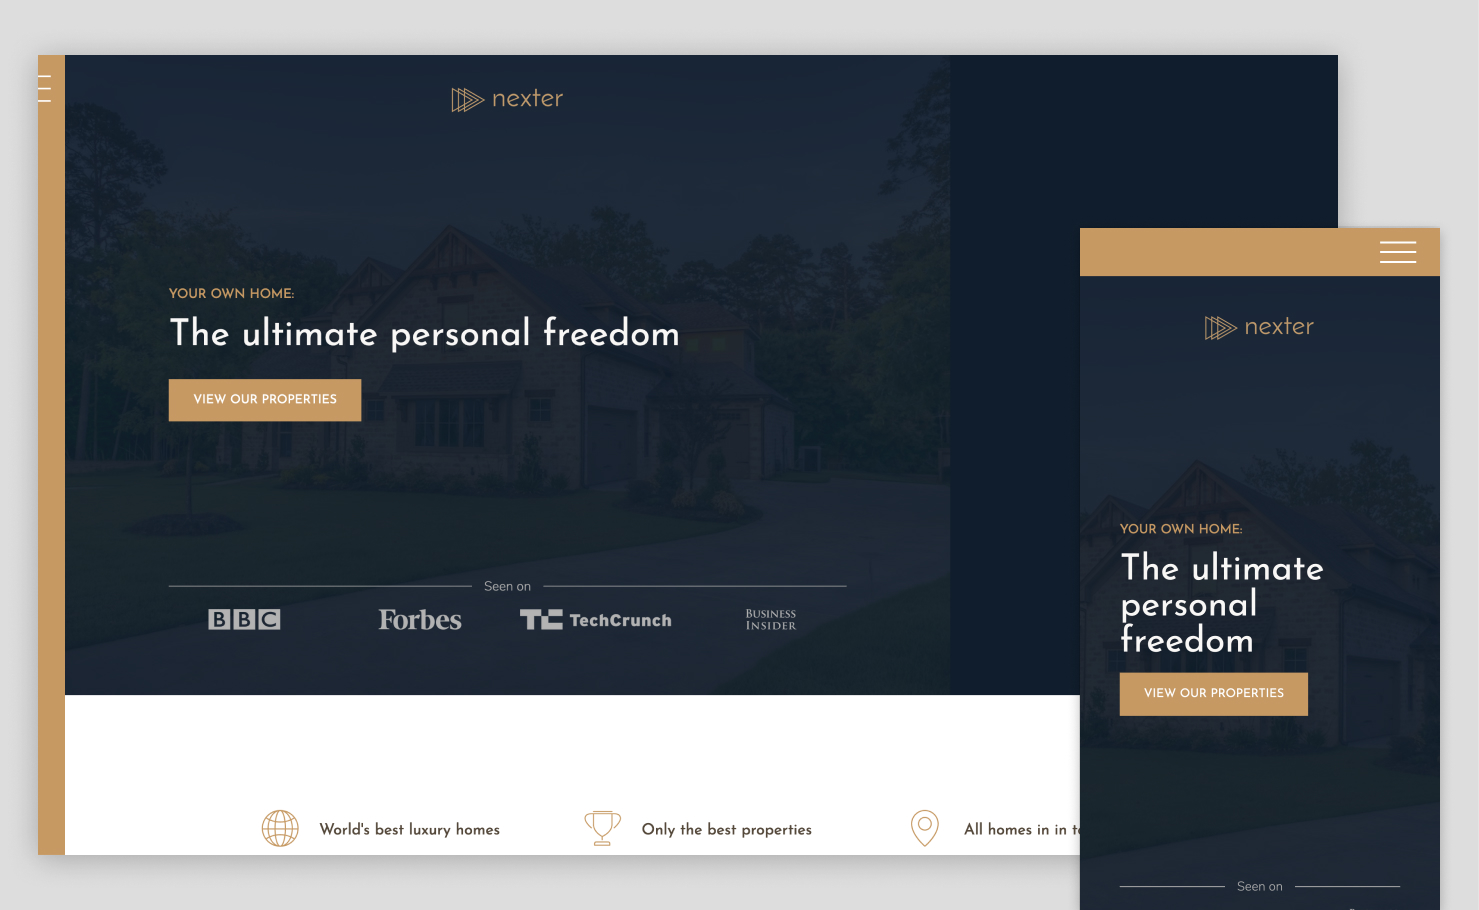 nexter
YOUR OWN HOME:
The ultimate personal freedom
VIEW OUR PROPERTIES
Seen on
BBC
Forbes
TC TechCrunch
BUSINESS
INSIDER
World's best luxury homes
Only the best properties
All homes in in
nexter
YOUR OWN HOME:
The ultimate
personal
freedom
VIEW OUR PROPERTIES
Seen on